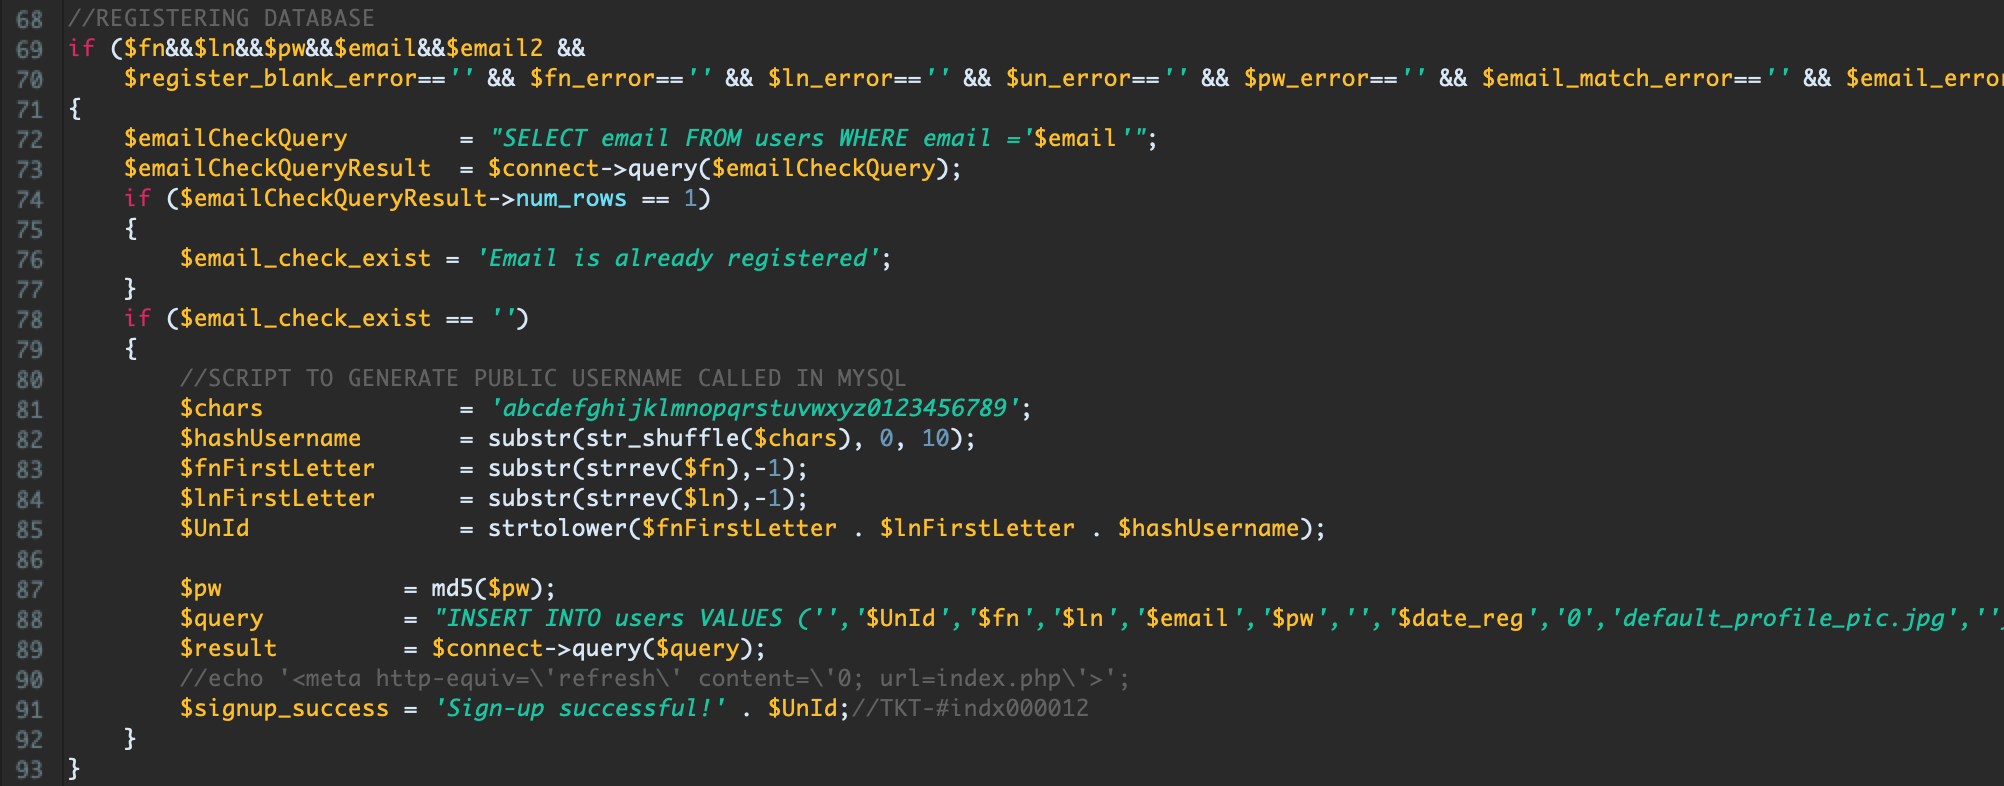 68 //REGISTERING DATABASE
69 if ($fn&&$ln&&$pw&&$email&&$email2 &&
70     $register_blank_error=='' && $fn_error=='' && $ln_error=='' && $un_error=='' && $pw_error=='' && $email_match_error=='' && $email_error
71 {
72     $emailCheckQuery        = "SELECT email FROM users WHERE email ='$email'";
73     $emailCheckQueryResult  = $connect->query($emailCheckQuery);
74     if ($emailCheckQueryResult->num_rows == 1)
75     {
76         $email_check_exist = 'Email is already registered';
77     }
78     if ($email_check_exist == '')
79     {
80         //SCRIPT TO GENERATE PUBLIC USERNAME CALLED IN MYSQL
81         $chars              = 'abcdefghijklmnopqrstuvwxyz0123456789';
82         $hashUsername       = substr(str_shuffle($chars), 0, 10);
83         $fnFirstLetter      = substr(strrev($fn),-1);
84         $lnFirstLetter      = substr(strrev($ln),-1);
85         $UnId               = strtolower($fnFirstLetter . $lnFirstLetter . $hashUsername);
86
87         $pw             = md5($pw);
88         $query          = "INSERT INTO users VALUES ('','$UnId','$fn','$ln','$email','$pw','','$date_reg','0','default_profile_pic.jpg',''
89         $result         = $connect->query($query);
90         //echo '<meta http-equiv=\'refresh\' content=\'0; url=index.php\'>';
91         $signup_success = 'Sign-up successful!' . $UnId;//TKT-#indx000012
92     }
93 }